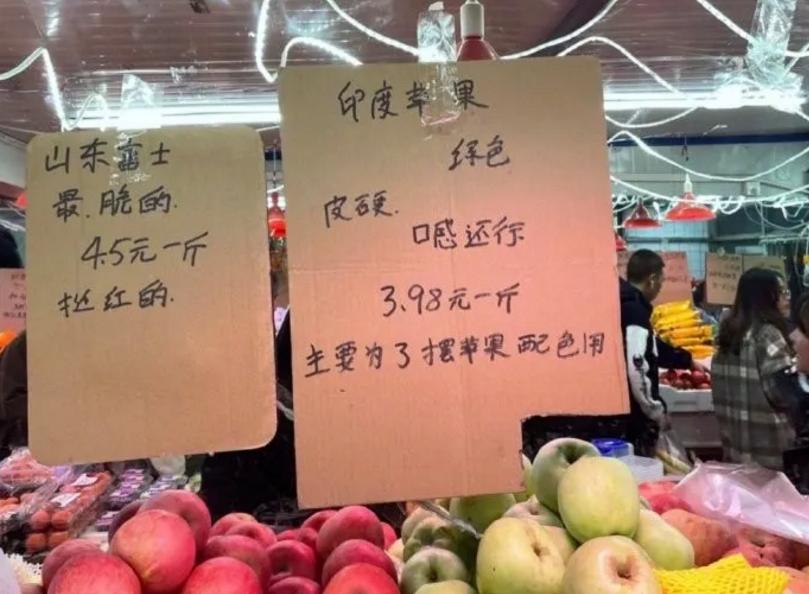 山东富士
最脆的
4.5元一斤
挑红的
印度苹果
绿色
皮硬
口感还行
3.98元一斤
主要为了摆苹果配色用